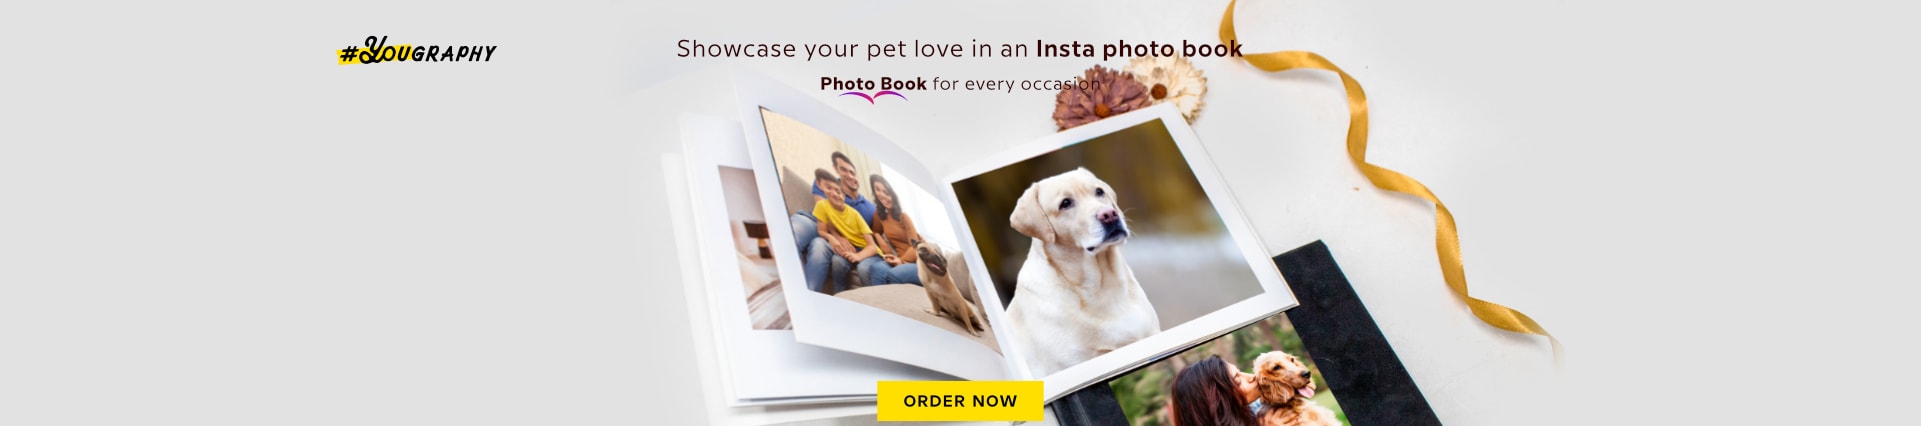 #YOUGRAPHY
Showcase your pet love in an Insta photo book
Photo Book for every occasion
ORDER NOW